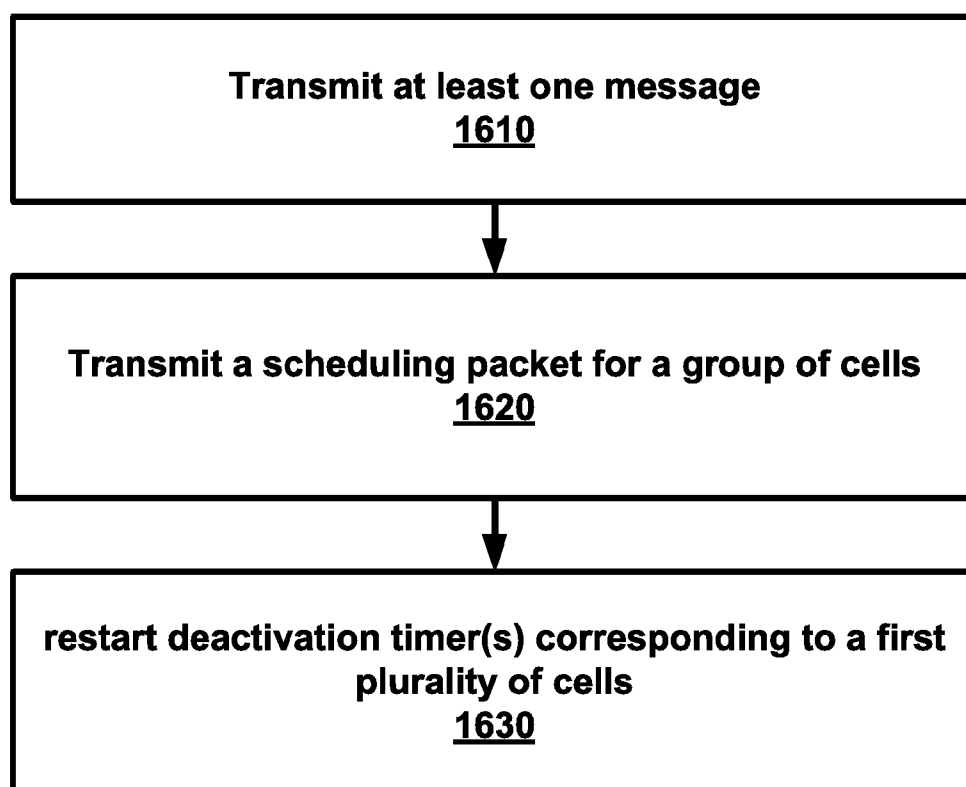 Transmit at least one message
1610
Transmit a scheduling packet for a group of cells
1620
restart deactivation timer(s) corresponding to a first
plurality of cells
1630